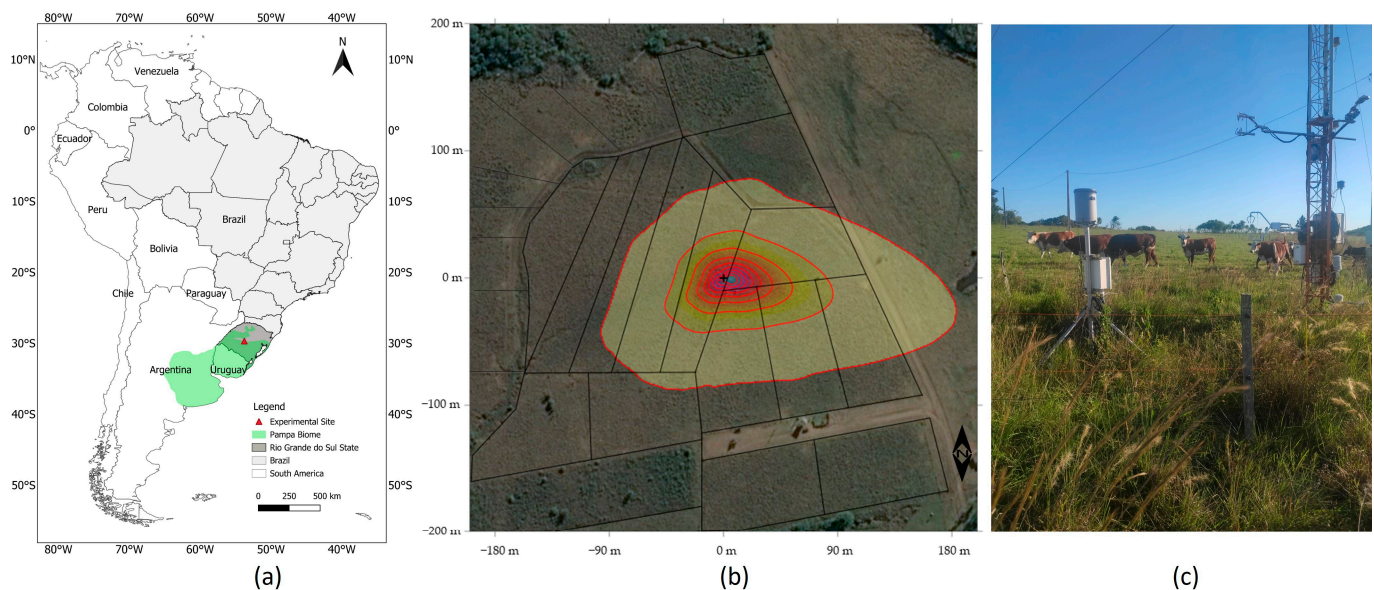 80°W 70°W 60°W 50°W 40°W
N
10°N 10°N
Venezuela
Colombia
0° 0°
Ecuador
10°S 10°S
Peru
Brazil
Bolivia
20°S 20°S
Chile
Paraguay
30°S 30°S
Argentina
Uruguay
Legend
40°S 40°S
Experimental Site
Pampa Biome
Rio Grande do Sul State
Brazil
50°S 50°S
South America
0 250 500 km
80°W 70°W 60°W 50°W 40°W
(a)
200 m
100 m
0 m
−100 m
N
−200 m
−180 m −90 m 0 m 90 m 180 m
(b)
(c)